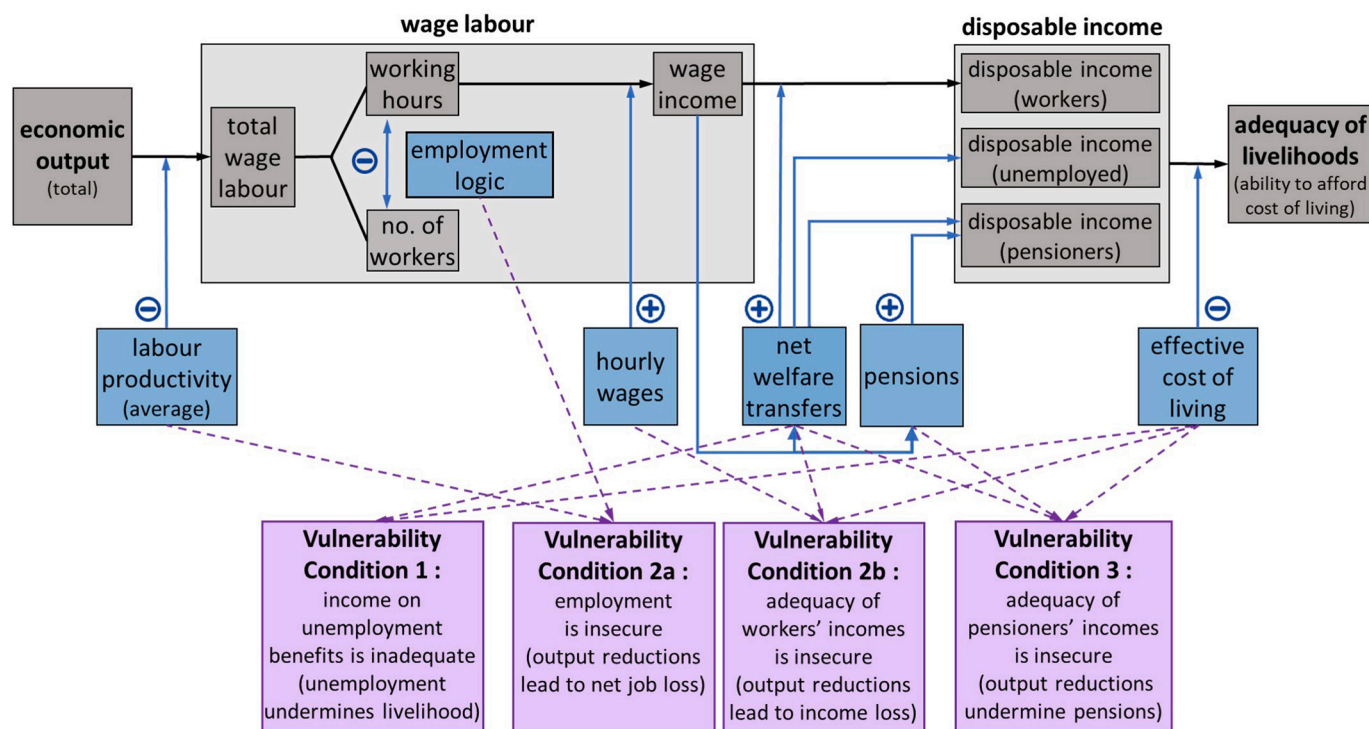 wage labour
disposable income
economic
output
(total)
total
wage
labour
working
hours
no. of
workers
employment
logic
wage
income
disposable income
(workers)
disposable income
(unemployed)
disposable income
(pensioners)
adequacy of
livelihoods
(ability to afford
cost of living)
labour
productivity
(average)
hourly
wages
net
welfare
transfers
pensions
effective
cost of
living
Vulnerability
Condition 1 :
income on
unemployment
benefits is inadequate
(unemployment
undermines livelihood)
Vulnerability
Condition 2a :
employment
is insecure
(output reductions
lead to net job loss)
Vulnerability
Condition 2b :
adequacy of
workers’ incomes
is insecure
(output reductions
lead to income loss)
Vulnerability
Condition 3 :
adequacy of
pensioners’ incomes
is insecure
(output reductions
undermine pensions)